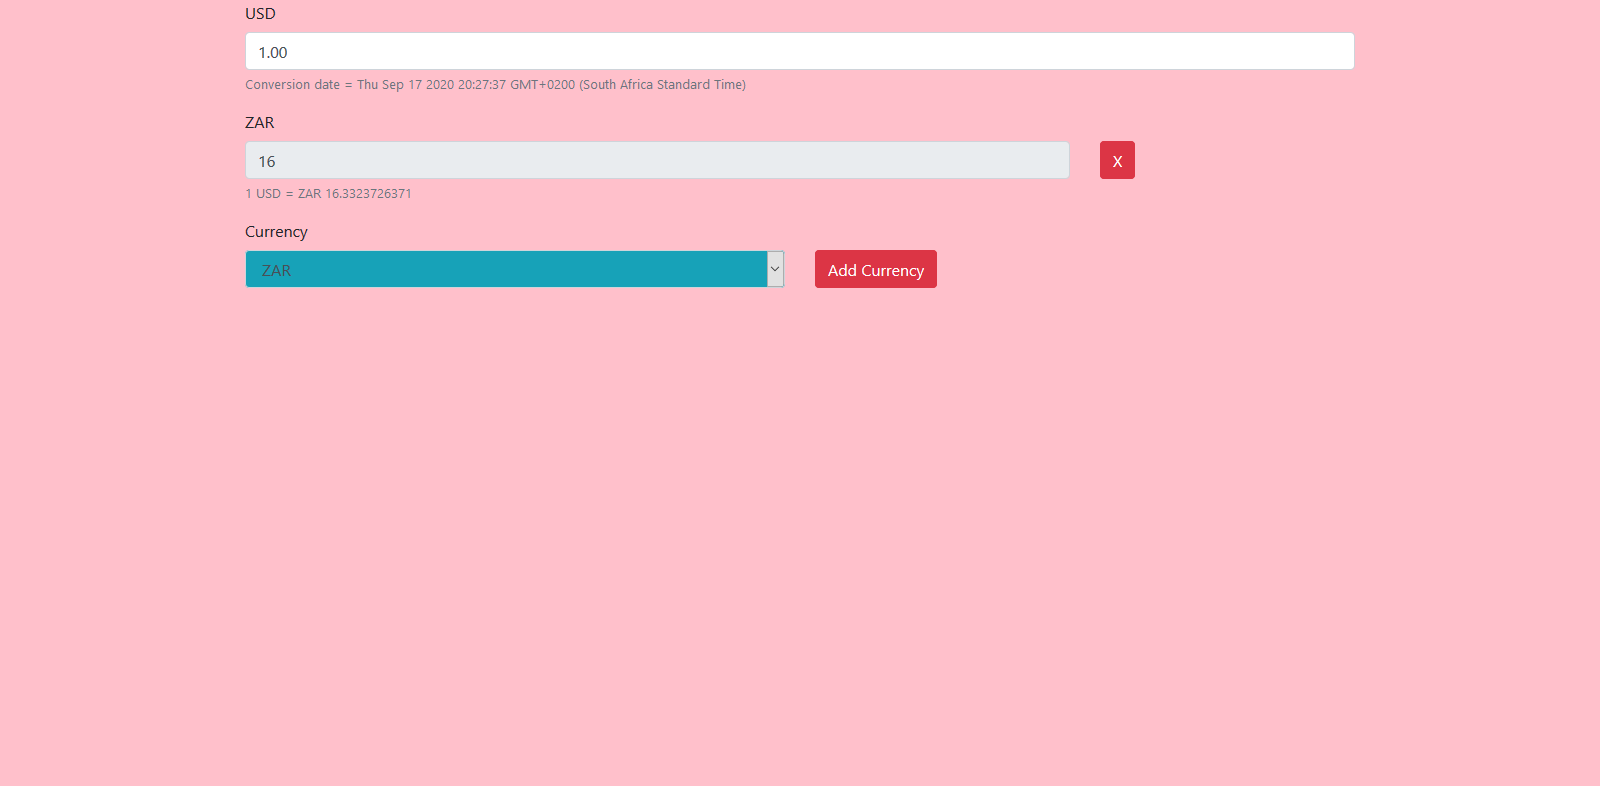 USD
1.00
Conversion date = Thu Sep 17 2020 20:27:37 GMT+0200 (South Africa Standard Time)
ZAR
16
X
1 USD = ZAR 16.3323726371
Currency
ZAR
Add Currency